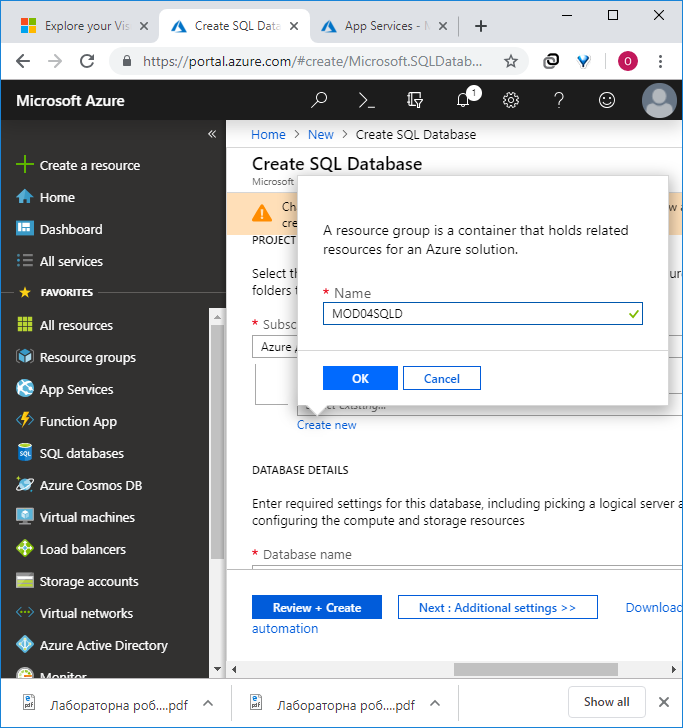 Explore your Vis
Create SQL Data
App Services - M
https://portal.azure.com/#create/Microsoft.SQLDatab...
O
Microsoft Azure
1
Create a resource
Home
Dashboard
All services
FAVORITES
All resources
Resource groups
App Services
Function App
SQL databases
Azure Cosmos DB
Virtual machines
Load balancers
Storage accounts
Virtual networks
Azure Active Directory
Monitor
Home > New > Create SQL Database
Create SQL Database
Microsoft
Ch
cre
PROJECT
Select th
folders t
* Subsc
Azure
A resource group is a container that holds related
resources for an Azure solution.
* Name
MOD04SQLD
OK
Cancel
Select existing...
Create new
DATABASE DETAILS
Enter required settings for this database, including picking a logical server a
configuring the compute and storage resources
* Database name
Review + Create
Next : Additional settings >>
Download
automation
Лабораторна роб....pdf
Лабораторна роб....pdf
Show all